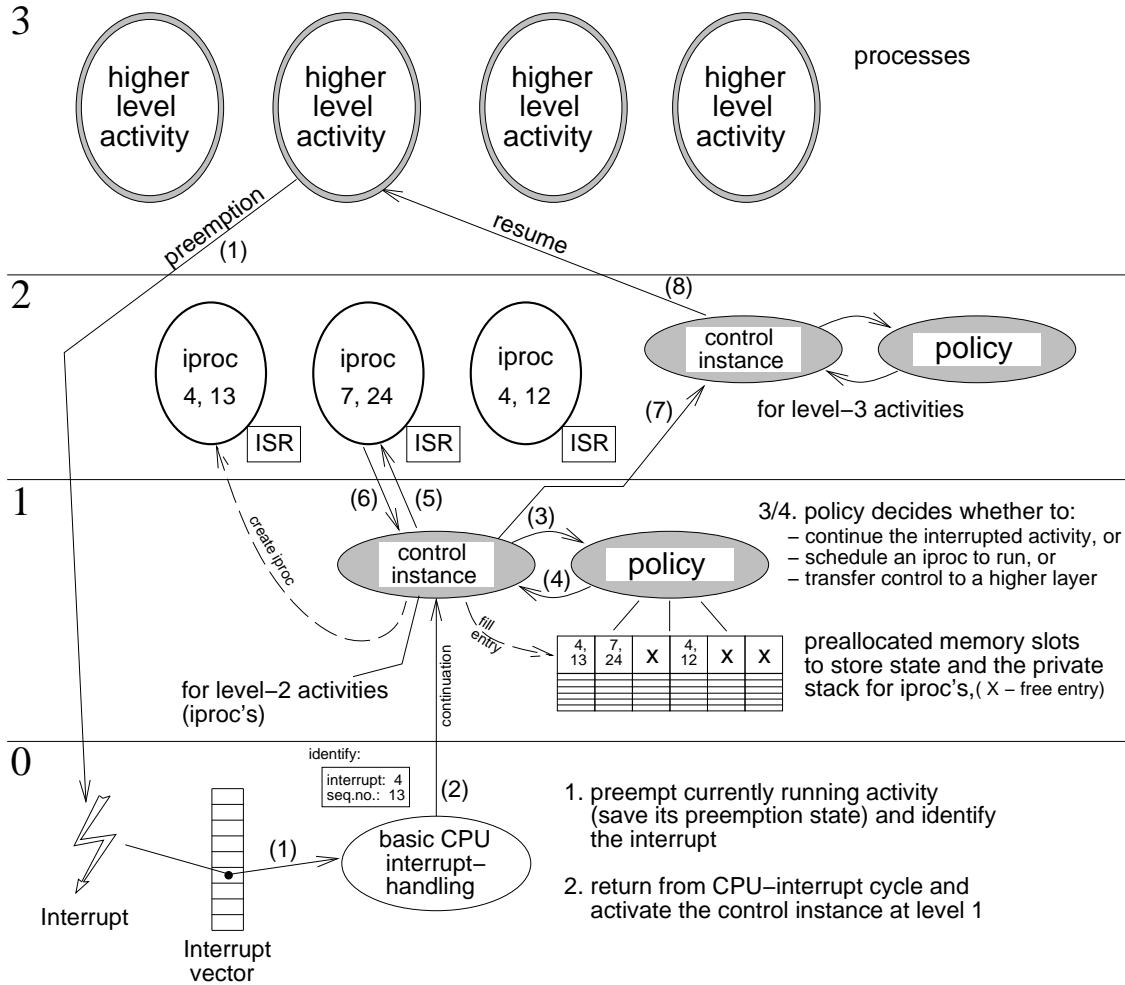 3
higher
level
activity
higher
level
activity
higher
level
activity
higher
level
activity
processes
preemption
(1)
resume
2
(8)
iproc
4, 13
ISR
iproc
7, 24
ISR
iproc
4, 12
ISR
control
instance
policy
for level−3 activities
(7)
1
(6)
(5)
create iproc
(3)
control
instance
policy
(4)
3/4. policy decides whether to:
− continue the interrupted activity, or
− schedule an iproc to run, or
− transfer control to a higher layer
fill
entry
4,
13
7,
24
X
4,
12
X
X
preallocated memory slots
to store state and the private
stack for iproc's,( X − free entry)
for level−2 activities
(iproc's)
continuation
0
identify:
interrupt: 4
seq.no.: 13
(2)
(1)
basic CPU
interrupt−
handling
Interrupt
Interrupt
vector
1. preempt currently running activity
(save its preemption state) and identify
the interrupt
2. return from CPU−interrupt cycle and
activate the control instance at level 1